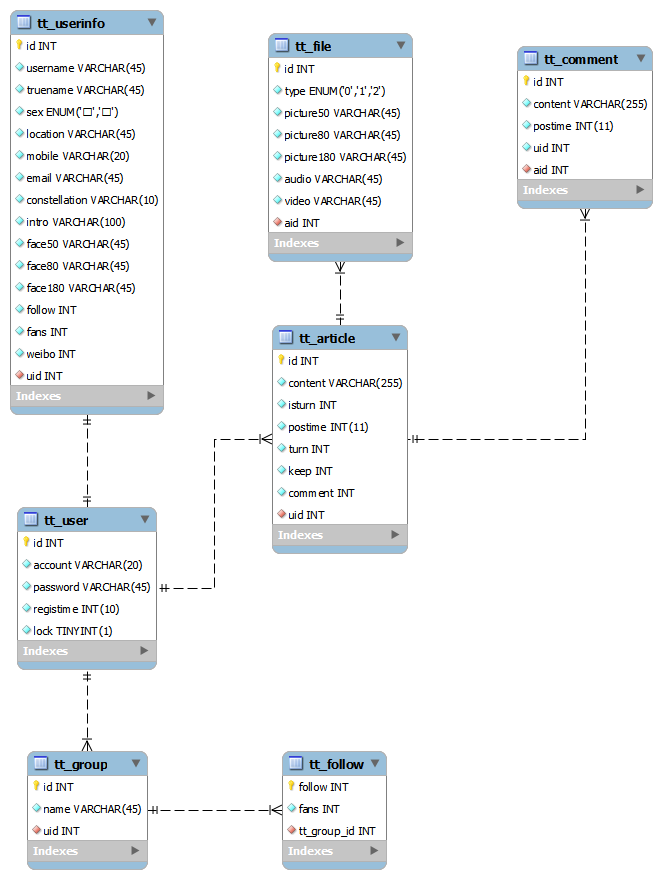 tt_userinfo
id INT
username VARCHAR(45)
truename VARCHAR(45)
sex ENUM('□','□')
location VARCHAR(45)
mobile VARCHAR(20)
email VARCHAR(45)
constellation VARCHAR(10)
intro VARCHAR(100)
face50 VARCHAR(45)
face80 VARCHAR(45)
face180 VARCHAR(45)
follow INT
fans INT
weibo INT
uid INT
Indexes
tt_file
id INT
type ENUM('0','1','2')
picture50 VARCHAR(45)
picture80 VARCHAR(45)
picture180 VARCHAR(45)
audio VARCHAR(45)
video VARCHAR(45)
aid INT
Indexes
tt_comment
id INT
content VARCHAR(255)
postime INT(11)
uid INT
aid INT
Indexes
tt_article
id INT
content VARCHAR(255)
isturn INT
postime INT(11)
turn INT
keep INT
comment INT
uid INT
Indexes
tt_user
id INT
account VARCHAR(20)
password VARCHAR(45)
registime INT(10)
lock TINYINT(1)
Indexes
tt_group
id INT
name VARCHAR(45)
uid INT
Indexes
tt_follow
follow INT
fans INT
tt_group_id INT
Indexes